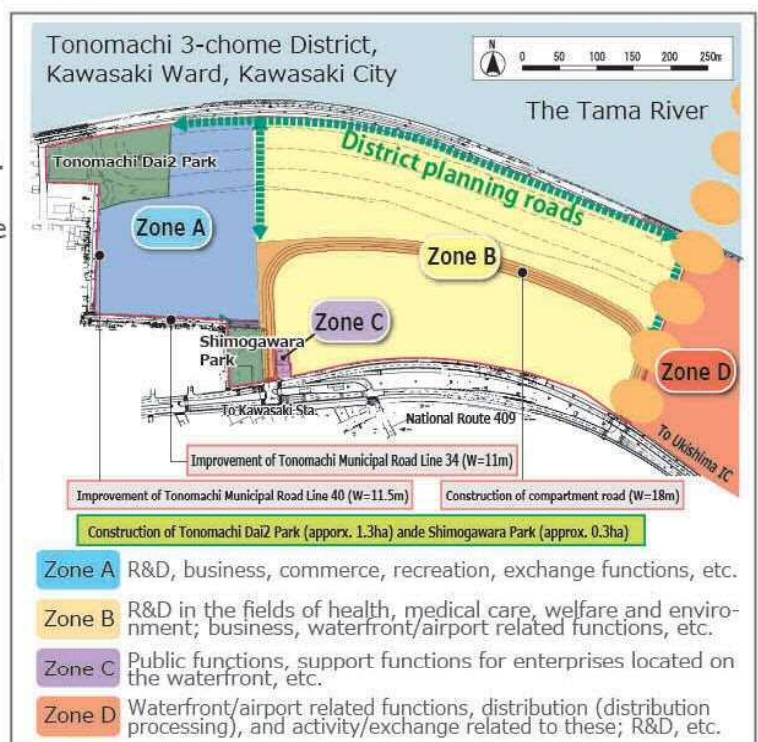 Tonomachi 3-chome District,
Kawasaki Ward, Kawasaki City
N
0 50 100 150 200 250m
The Tama River
Tonomachi Dai2 Park
District planning roads
Zone A
Zone B
Zone C
Shimogawara
Park
Zone D
To Kawasaki Sta.
National Route 409
To Ukishima IC
Improvement of Tonomachi Municipal Road Line 34 (W=11m)
Improvement of Tonomachi Municipal Road Line 40 (W=11.5m)
Construction of compartment road (W=18m)
Construction of Tonomachi Dai2 Park (apporx. 1.3ha) ande Shimogawara Park (approx. 0.3ha)
Zone A R&D, business, commerce, recreation, exchange functions, etc.
Zone B R&D in the fields of health, medical care, welfare and enviro-
nment; business, waterfront/airport related functions, etc.
Zone C Public functions, support functions for enterprises located on
the waterfront, etc.
Zone D Waterfront/airport related functions, distribution (distribution
processing), and activity/exchange related to these; R&D, etc.